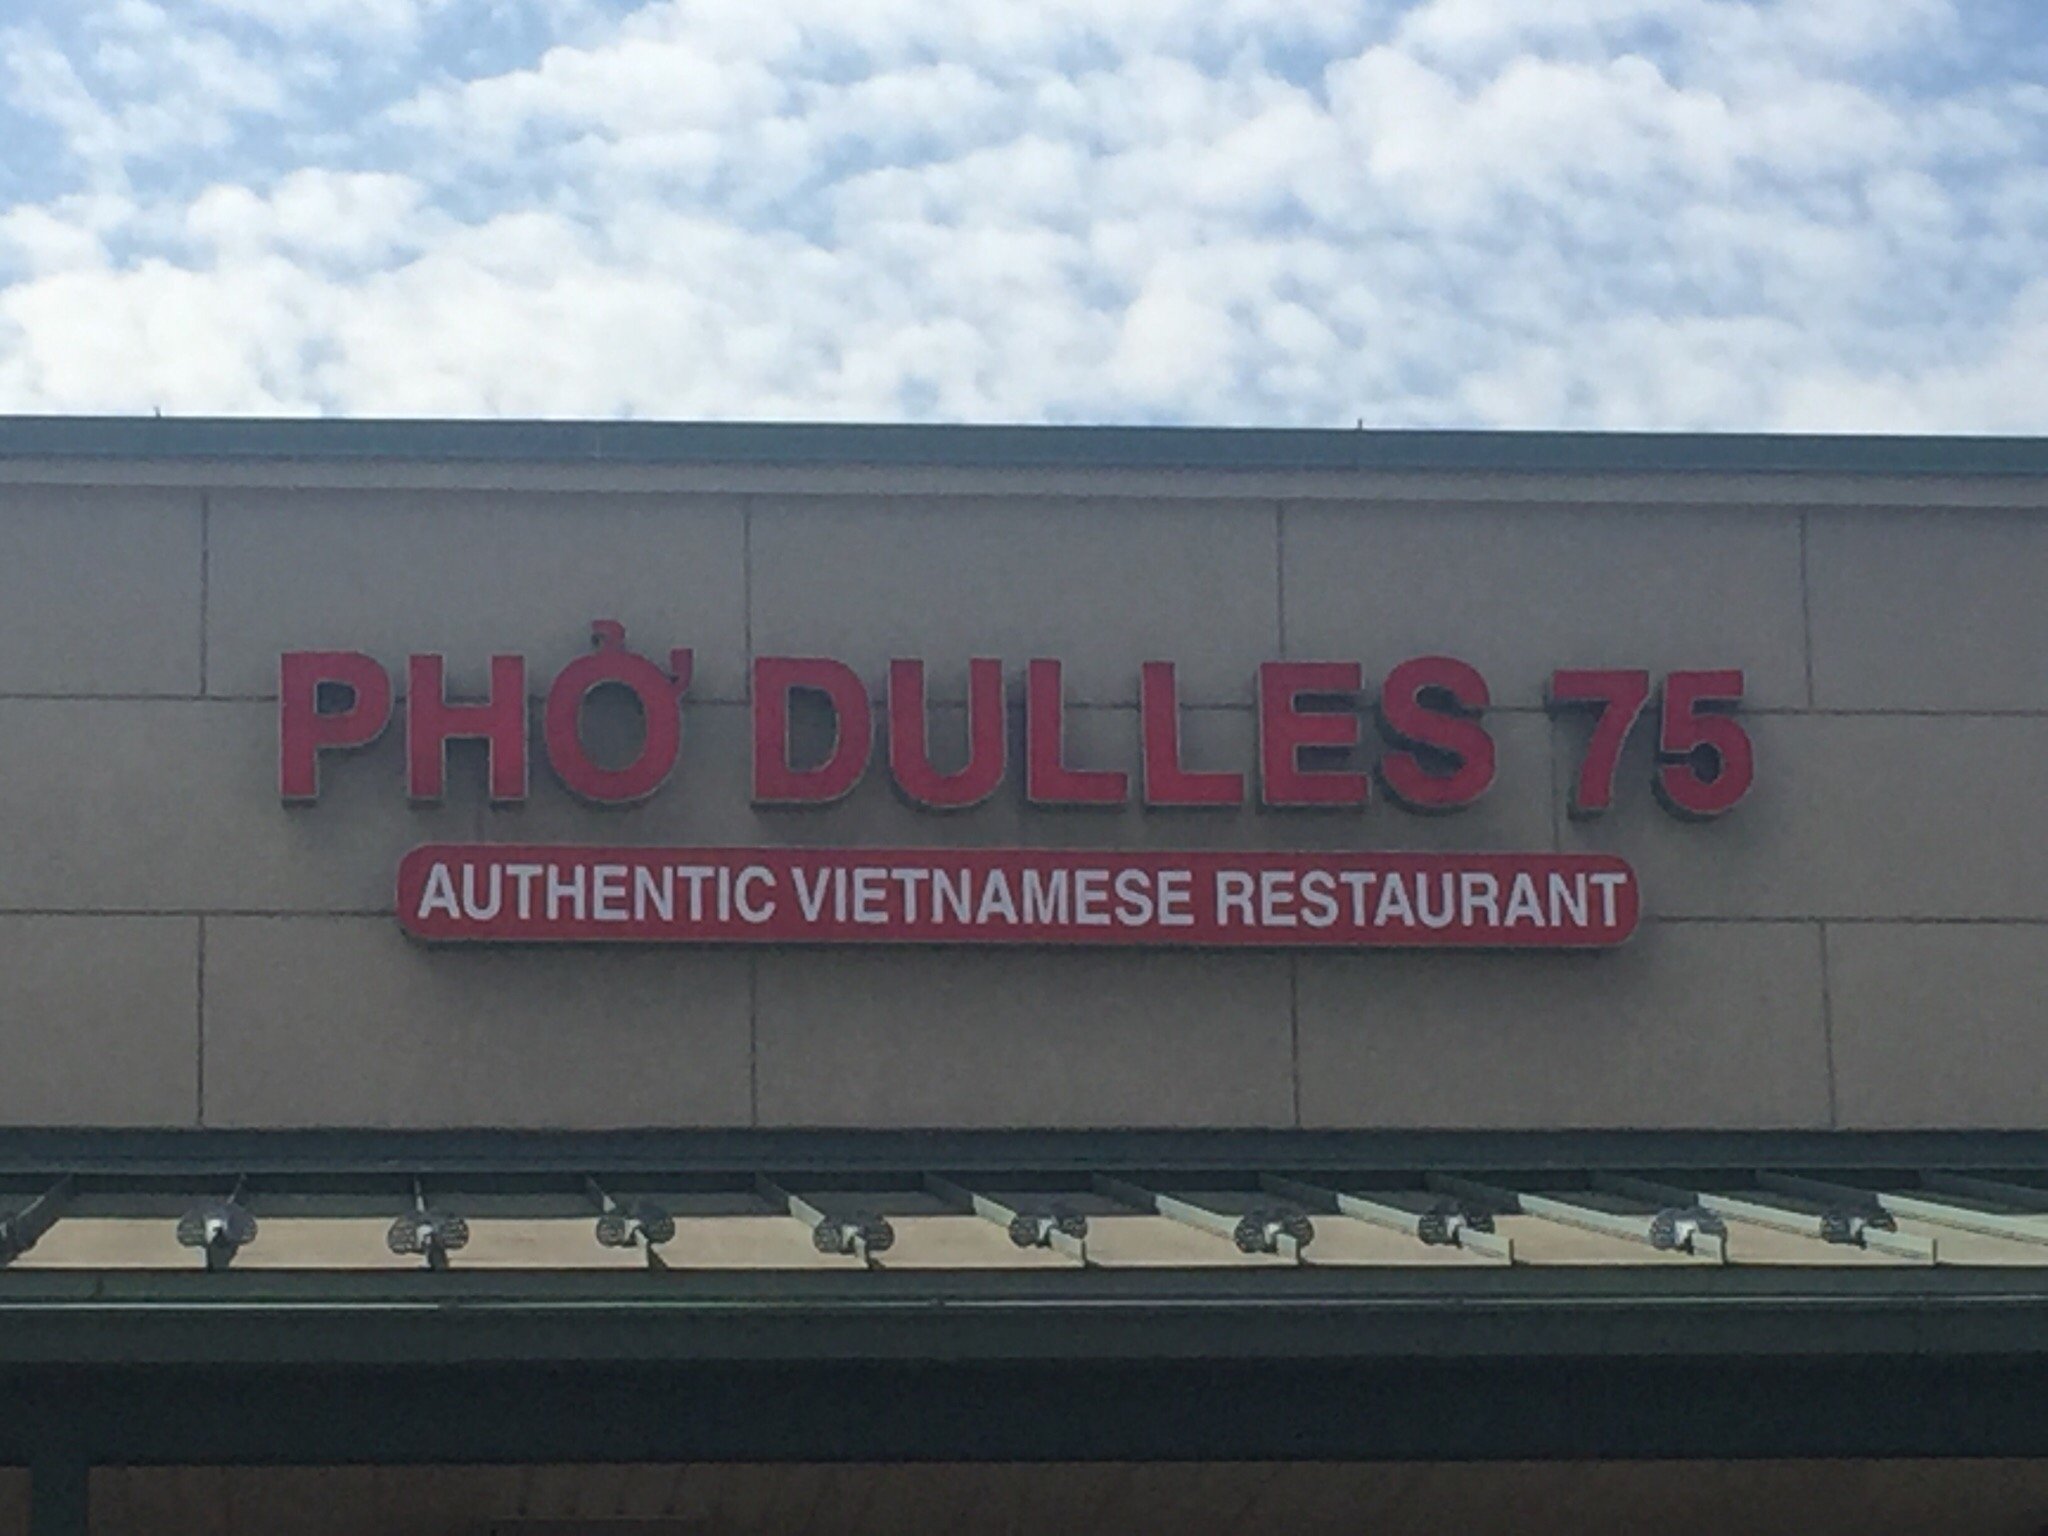 PHỞ DULLES 75
AUTHENTIC VIETNAMESE RESTAURANT